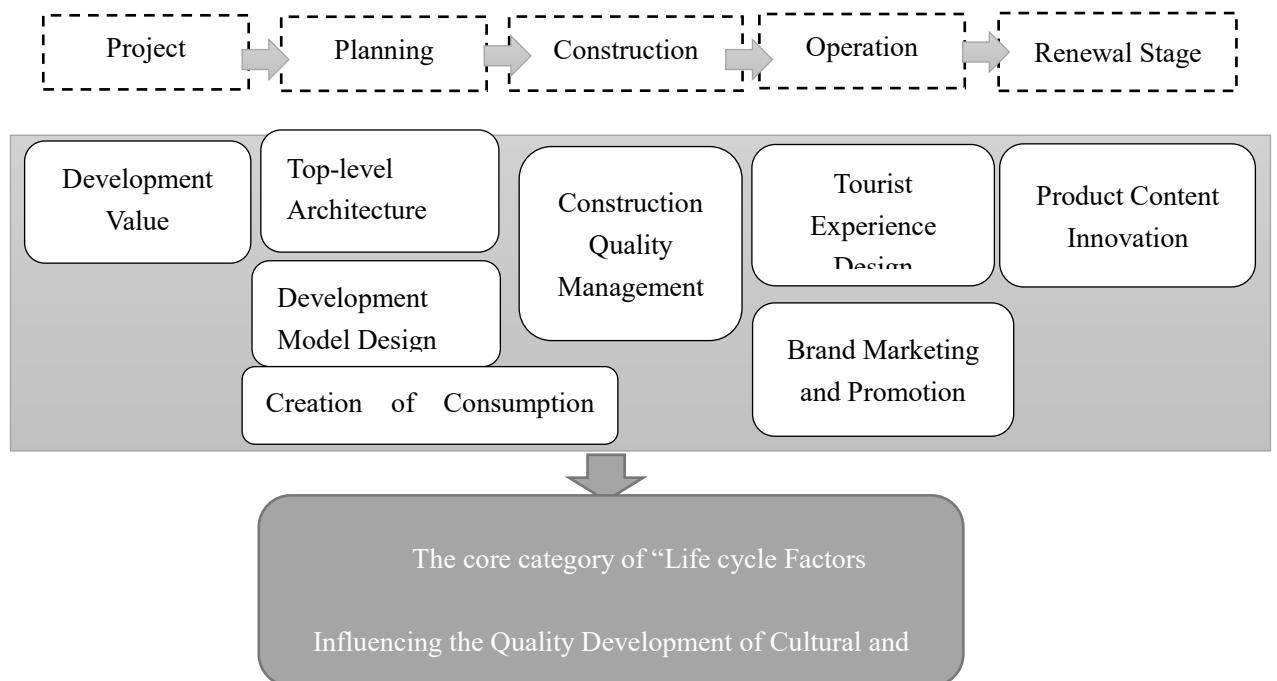 Project
Planning
Construction
Operation
Renewal Stage
Development
Value
Top-level
Architecture
Development
Model Design
Creation of Consumption
Construction
Quality
Management
Tourist
Experience
Design
Brand Marketing
and Promotion
Product Content
Innovation
The core category of “Life cycle Factors
Influencing the Quality Development of Cultural and